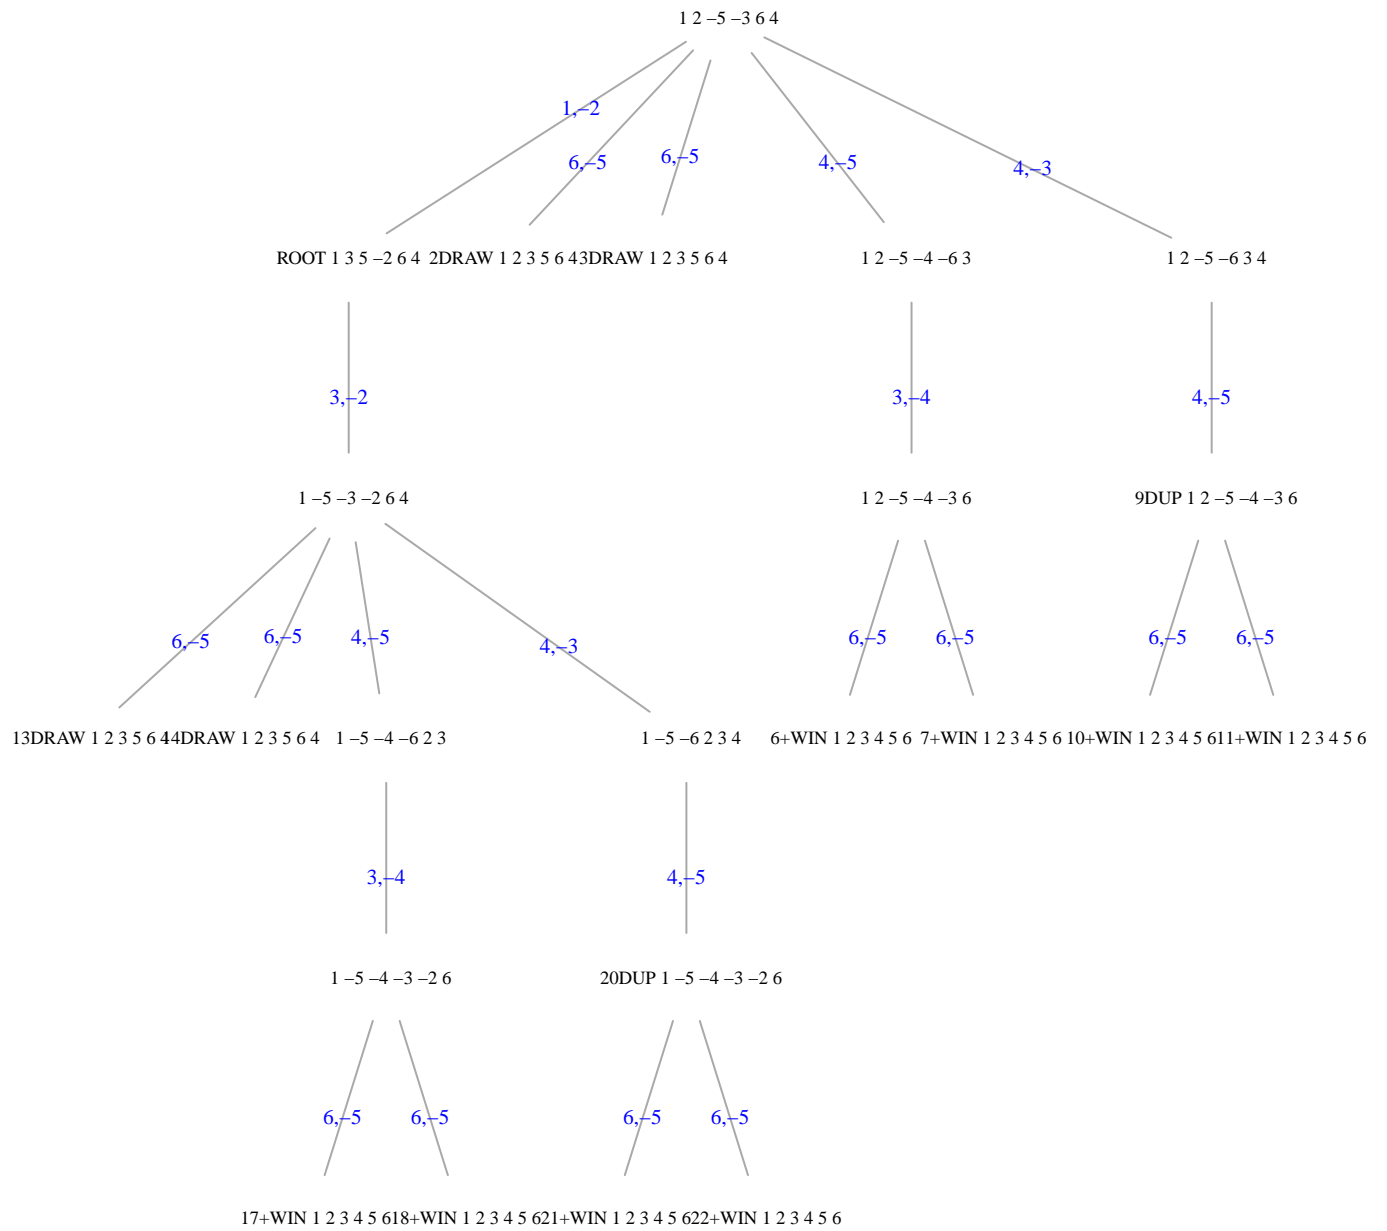 1 2 –5 –3 6 4
1,–2
6,–5
6,–5
4,–5
4,–3
ROOT 1 3 5 –2 6 4
2DRAW 1 2 3 5 6 4
3DRAW 1 2 3 5 6 4
1 2 –5 –4 –6 3
1 2 –5 –6 3 4
3,–2
3,–4
4,–5
1 –5 –3 –2 6 4
1 2 –5 –4 –3 6
9DUP 1 2 –5 –4 –3 6
6,–5
6,–5
4,–5
4,–3
6,–5
6,–5
6,–5
6,–5
13DRAW 1 2 3 5 6 4
14DRAW 1 2 3 5 6 4
1 –5 –4 –6 2 3
1 –5 –6 2 3 4
6+WIN 1 2 3 4 5 6
7+WIN 1 2 3 4 5 6
10+WIN 1 2 3 4 5 6
11+WIN 1 2 3 4 5 6
3,–4
4,–5
1 –5 –4 –3 –2 6
20DUP 1 –5 –4 –3 –2 6
6,–5
6,–5
6,–5
6,–5
17+WIN 1 2 3 4 5 6
18+WIN 1 2 3 4 5 6
21+WIN 1 2 3 4 5 6
22+WIN 1 2 3 4 5 6